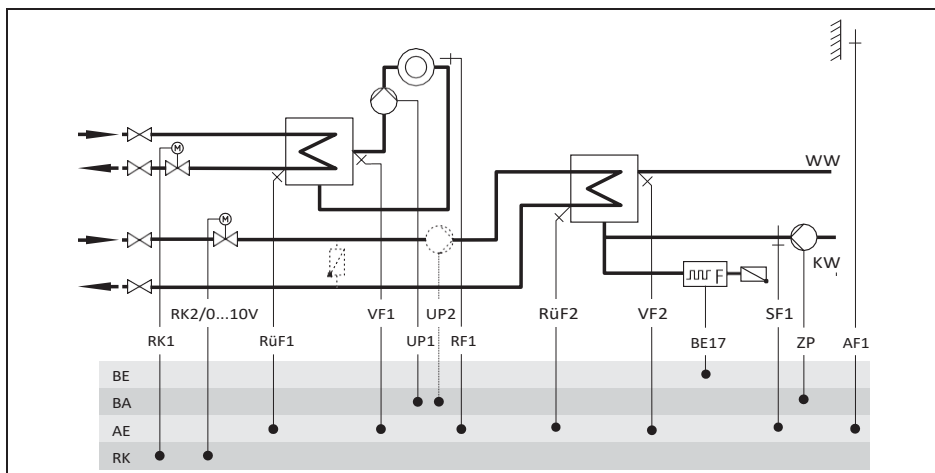 M
WW
M
KW
F
RK2/0...10V
VF1
UP2
RüF2
VF2
SF1
RK1
RüF1
UP1
RF1
BE17
ZP
AF1
BE
BA
AE
RK